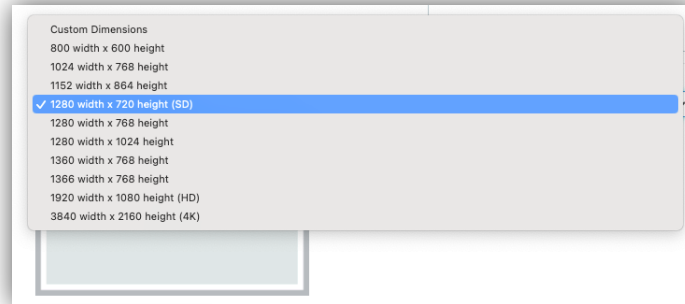 Custom Dimensions
800 width x 600 height
1024 width x 768 height
1152 width x 864 height
✓ 1280 width x 720 height (SD)
1280 width x 768 height
1280 width x 1024 height
1360 width x 768 height
1366 width x 768 height
1920 width x 1080 height (HD)
3840 width x 2160 height (4K)